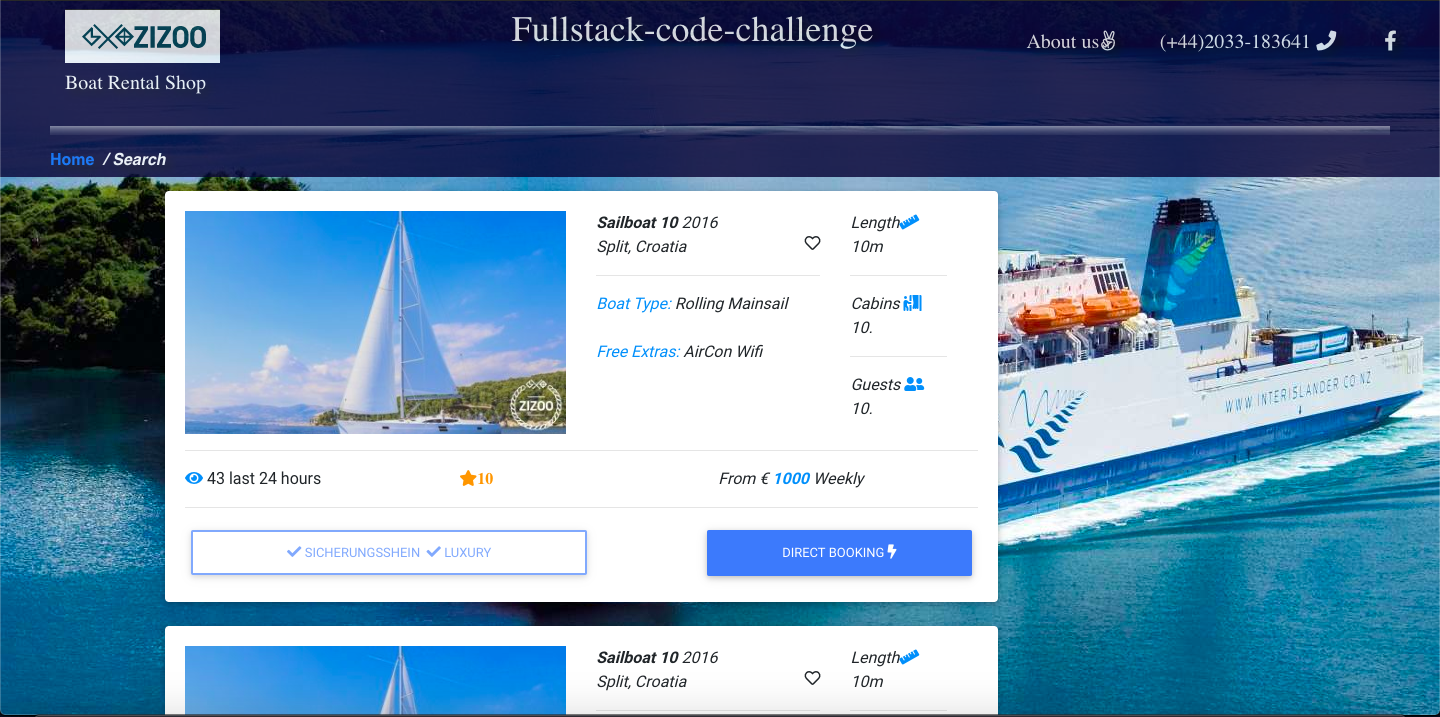 ZIZOO
Boat Rental Shop
Fullstack-code-challenge
About us
(+44)2033-183641
Home / Search
Sailboat 10 2016
Split, Croatia
Boat Type: Rolling Mainsail
Free Extras: AirCon Wifi
Length
10m
Cabins
10.
Guests
10.
ZIZOO
43 last 24 hours
10
From € 1000 Weekly
SICHERUNGSSHEIN LUXURY
DIRECT BOOKING
WWW.INTERISLANDER.CO.NZ
Sailboat 10 2016
Split, Croatia
Length
10m